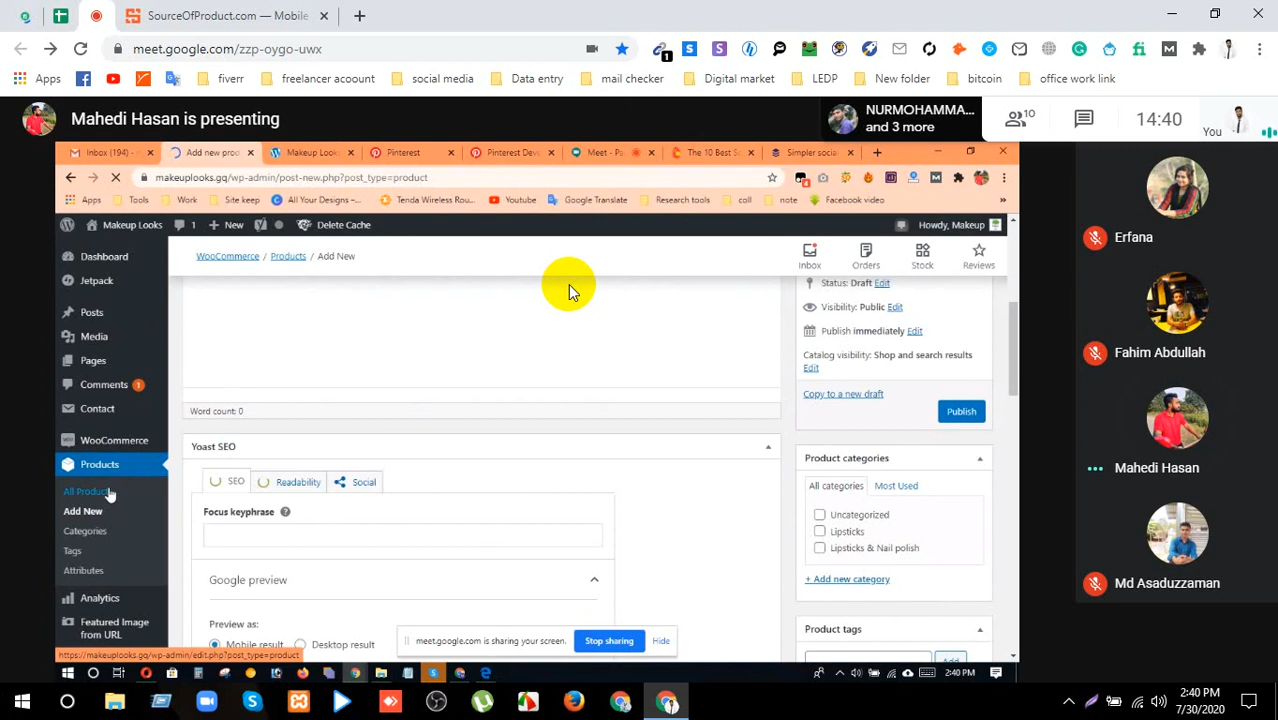 SourceOfProduct.com — Mobile
meet.google.com/zzp-oygo-uwx
1
Apps
fiverr
freelancer acoount
social media
Data entry
mail checker
Digital market
LEDP
New folder
bitcoin
office work link
Mahedi Hasan is presenting
NURMOHAMMA...
and 3 more
10
14:40
You
Inbox (194) -
Add new pro
Makeup Look
Pinterest
Pinterest Dev
Meet - Pa
The 10 Best S
Simpler socia
makeuplooks.gq/wp-admin/post-new.php?post_type=product
Apps
Tools
Work
Site keep
All Your Designs -
Tenda Wireless Rou...
Youtube
Google Translate
Research tools
coll
note
Facebook video
Makeup Looks
1
New
Delete Cache
Howdy, Makeup
Dashboard
Jetpack
Posts
Media
Pages
Comments 1
Contact
WooCommerce
Products
All Products
Add New
Categories
Tags
Attributes
Analytics
Featured Image
from URL
WooCommerce / Products / Add New
Inbox
Orders
Stock
Reviews
Status: Draft Edit
Visibility: Public Edit
Publish immediately Edit
Catalog visibility: Shop and search results
Edit
Copy to a new draft
Publish
Word count: 0
Yoast SEO
SEO
Readability
Social
Focus keyphrase
Google preview
Preview as:
Mobile result
Desktop result
Product categories
All categories
Most Used
Uncategorized
Lipsticks
Lipsticks & Nail polish
+ Add new category
Product tags
Add
meet.google.com is sharing your screen.
Stop sharing
Hide
https://makeuplooks.gq/wp-admin/edit.php?post_type=product
2:40 PM
Erfana
Fahim Abdullah
Mahedi Hasan
Md Asaduzzaman
2:40 PM
7/30/2020